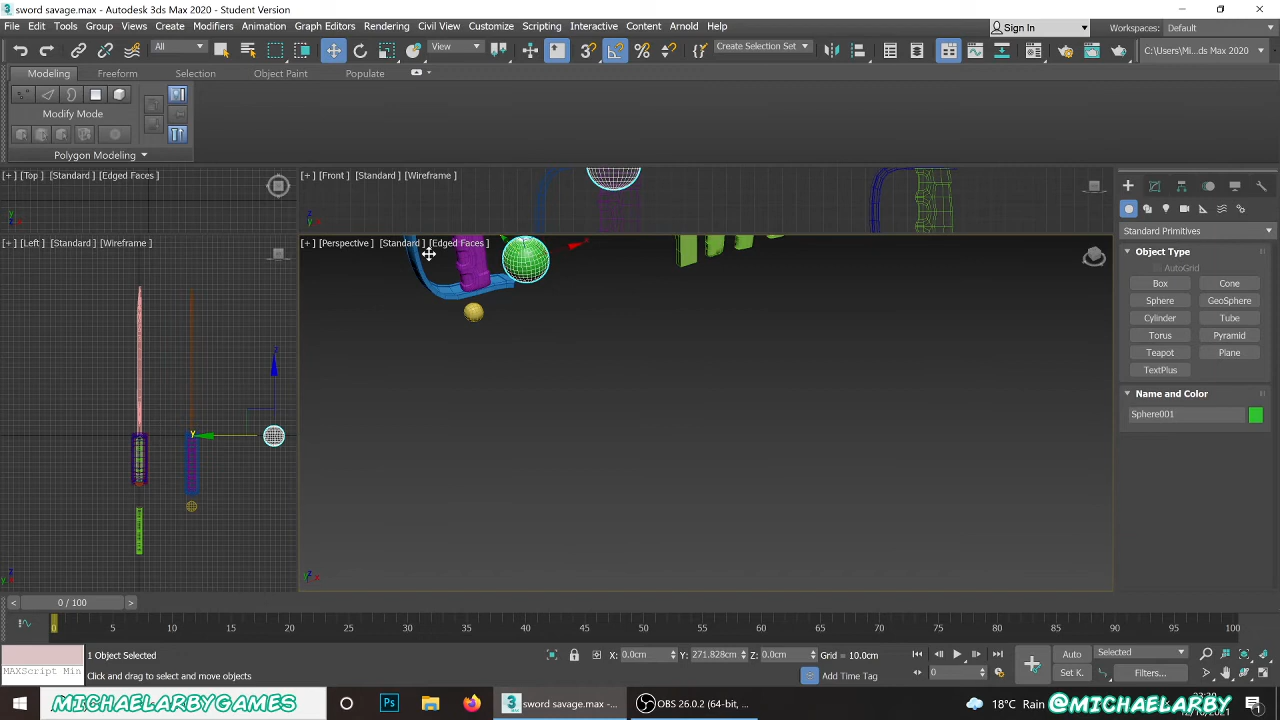 sword savage.max - Autodesk 3ds Max 2020 - Student Version
File Edit Tools Group Views Create Modifiers Animation Graph Editors Rendering Civil View Customize Scripting Interactive Content Arnold Help
Sign In
Workspaces: Default
All
View
Create Selection Set
C:\Users\Mi...ds Max 2020
Modeling Freeform Selection Object Paint Populate
Modify Mode
Polygon Modeling
[+] [Top] [Standard] [Edged Faces]
[+] [Front] [Standard] [Wireframe]
[+] [Left] [Standard] [Wireframe]
[+] [Perspective] [Standard] [Edged Faces]
Standard Primitives
Object Type
AutoGrid
Box Cone
Sphere GeoSphere
Cylinder Tube
Torus Pyramid
Teapot Plane
TextPlus
Name and Color
Sphere001
0 / 100
0 5 10 15 20 25 30 35 40 45 50 55 60 65 70 75 80 85 90 95 100
MAXScript Min
1 Object Selected
Click and drag to select and move objects
X: 0.0cm Y: 271.828cm Z: 0.0cm Grid = 10.0cm
Add Time Tag
Auto Selected
Set K. Filters...
0
MICHAELARBYGAMES
sword savage.max -...
OBS 26.0.2 (64-bit, ...
18°C Rain
@MICHAELARBY